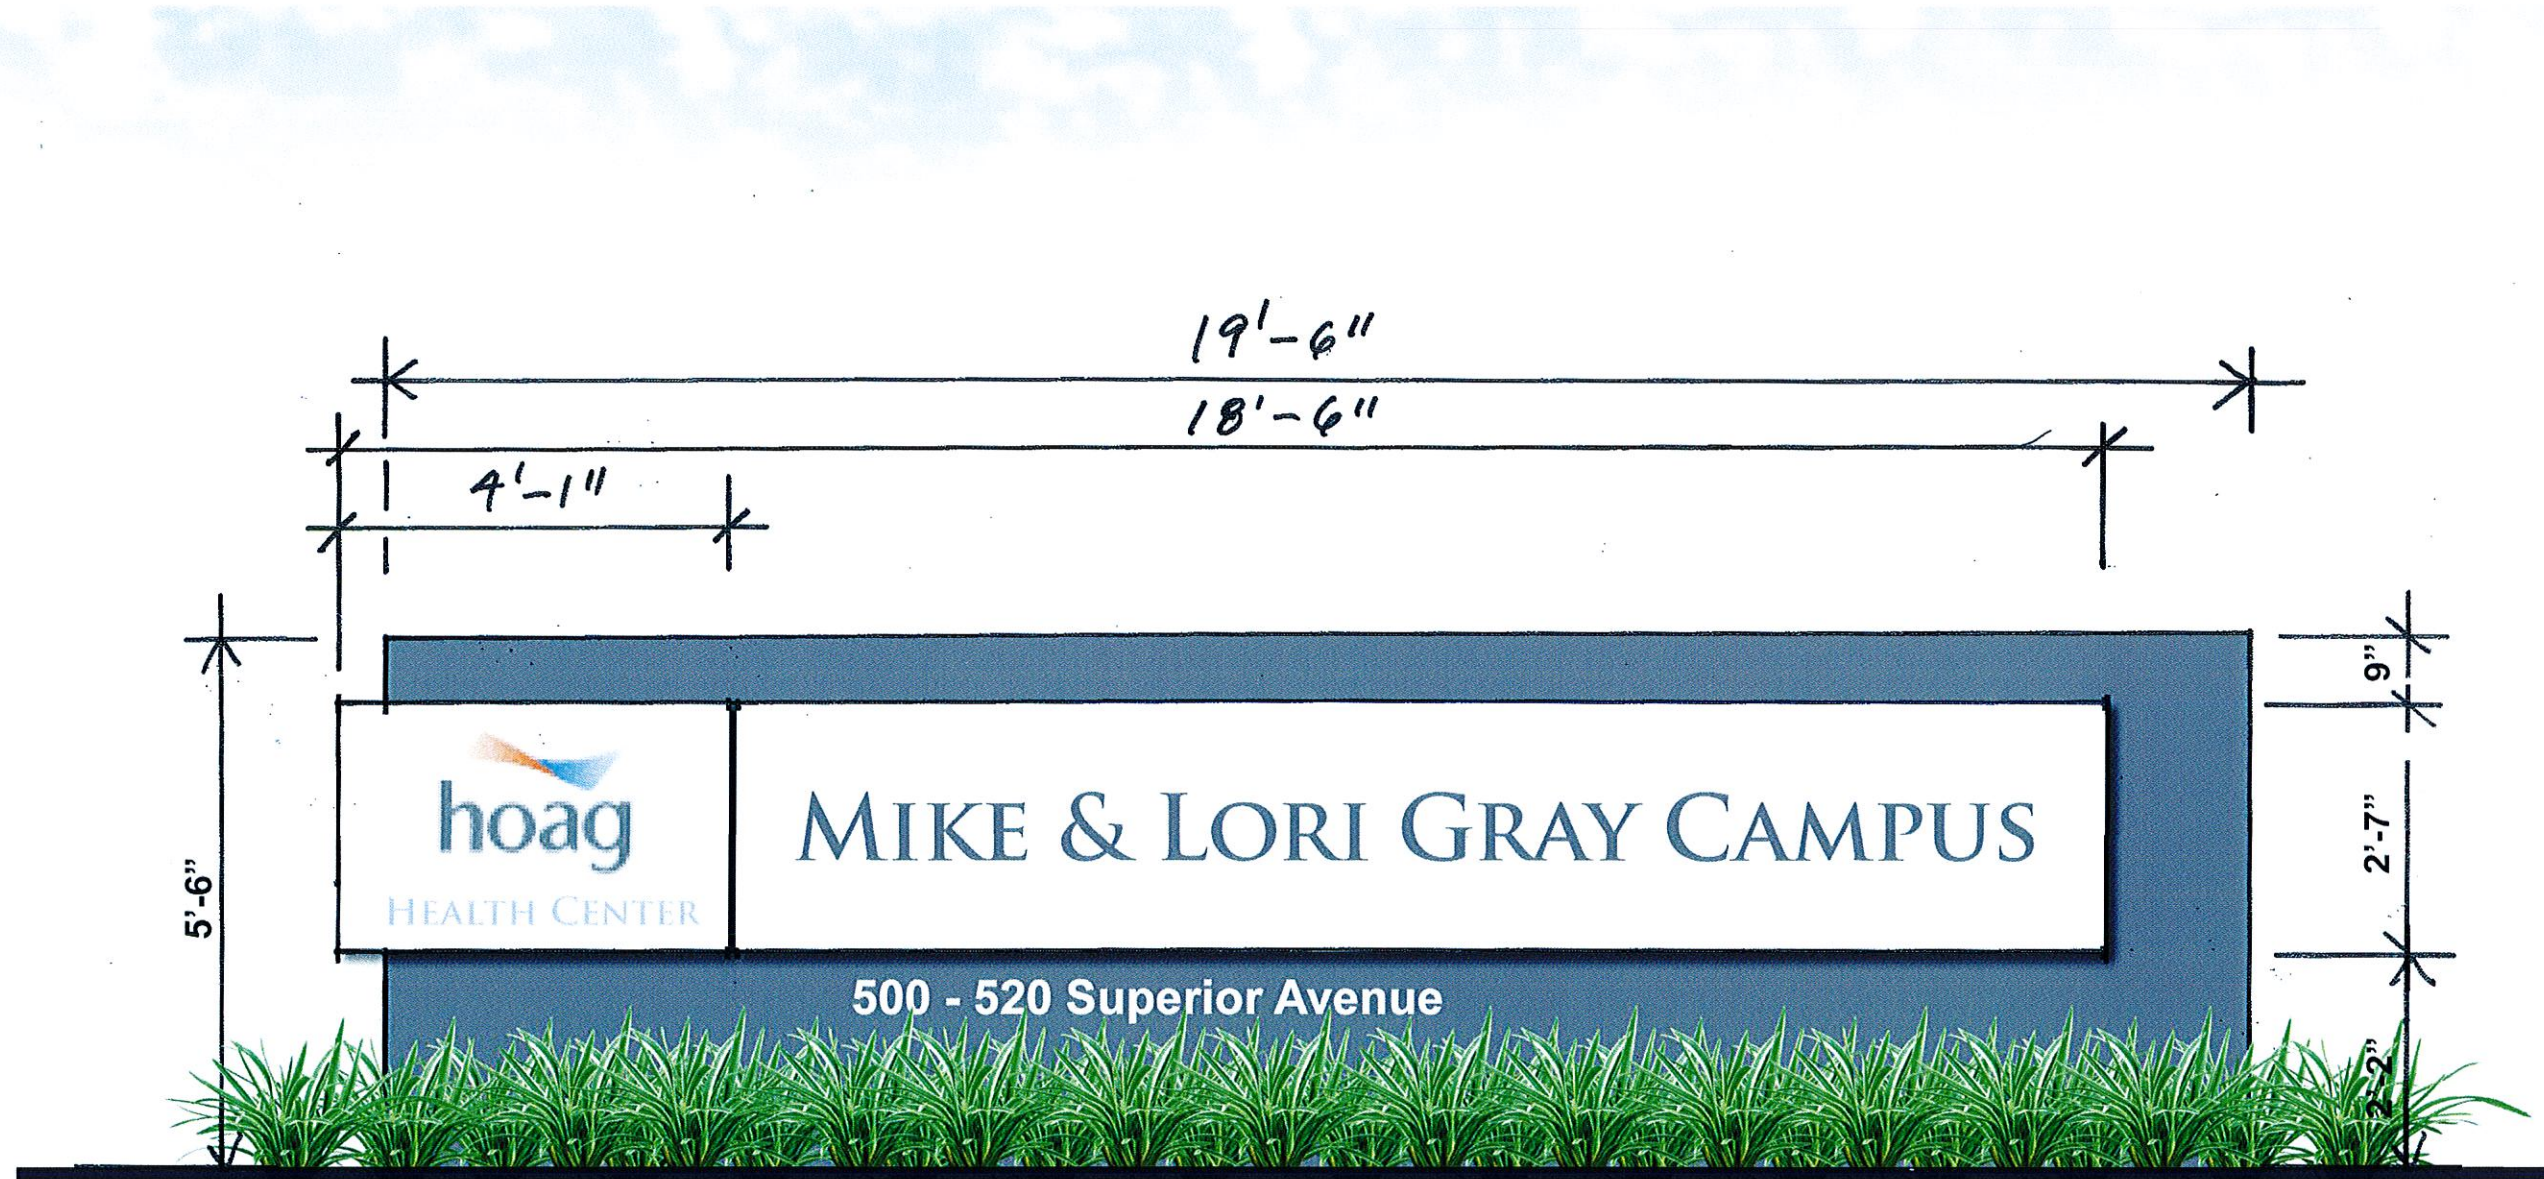 19'-6"
18'-6"
4'-1"
9"
hoag
HEALTH CENTER
MIKE & LORI GRAY CAMPUS
2'-7"
5'-6"
500 - 520 Superior Avenue
2'-2"